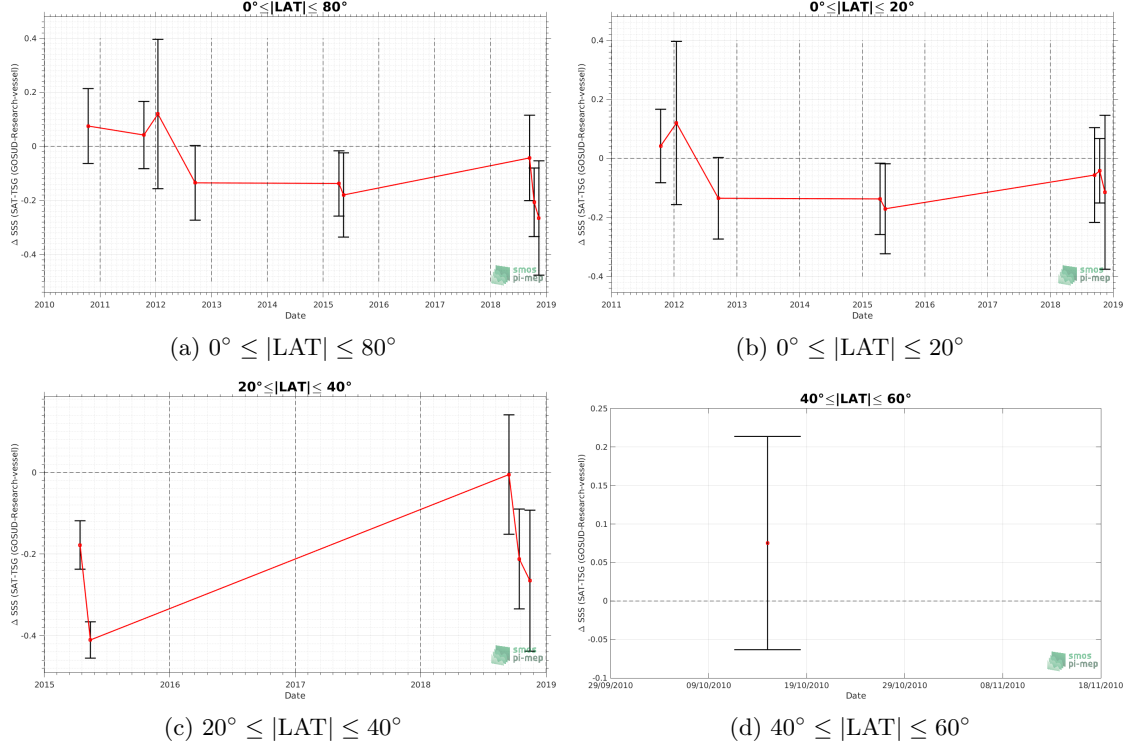 0°≤|LAT|≤ 80°
Δ SSS (SAT-TSG (GOSUD-Research-vessel))
0.4
0.2
0
-0.2
-0.4
2010 2011 2012 2013 2014 2015 2016 2017 2018 2019
Date
smos
pi-mep
(a) 0° ≤ |LAT| ≤ 80°
0°≤|LAT|≤ 20°
Δ SSS (SAT-TSG (GOSUD-Research-vessel))
0.4
0.2
0
-0.2
-0.4
2011 2012 2013 2014 2015 2016 2017 2018 2019
Date
smos
pi-mep
(b) 0° ≤ |LAT| ≤ 20°
20°≤|LAT|≤ 40°
Δ SSS (SAT-TSG (GOSUD-Research-vessel))
0
-0.2
-0.4
2015 2016 2017 2018 2019
Date
smos
pi-mep
(c) 20° ≤ |LAT| ≤ 40°
40°≤|LAT|≤ 60°
Δ SSS (SAT-TSG (GOSUD-Research-vessel))
0.25
0.2
0.15
0.1
0.05
0
-0.05
-0.1
29/09/2010 09/10/2010 19/10/2010 29/10/2010 08/11/2010 18/11/2010
Date
smos
pi-mep
(d) 40° ≤ |LAT| ≤ 60°